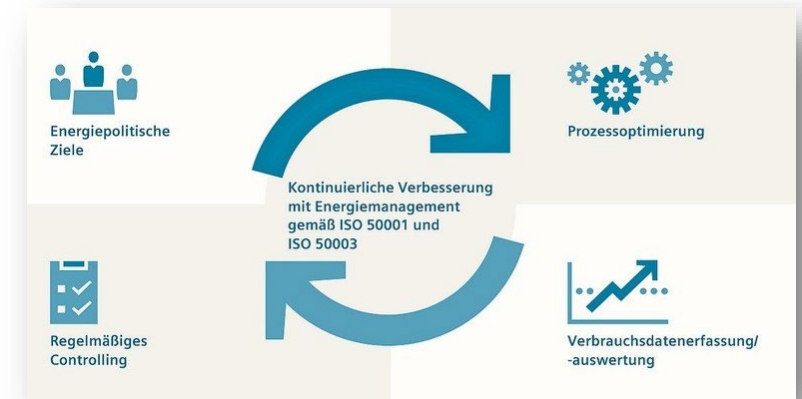 Energiepolitische
Ziele
Prozessoptimierung
Kontinuierliche Verbesserung
mit Energiemanagement
gemäß ISO 50001 und
ISO 50003
Regelmäßiges
Controlling
Verbrauchsdatenerfassung/
-auswertung